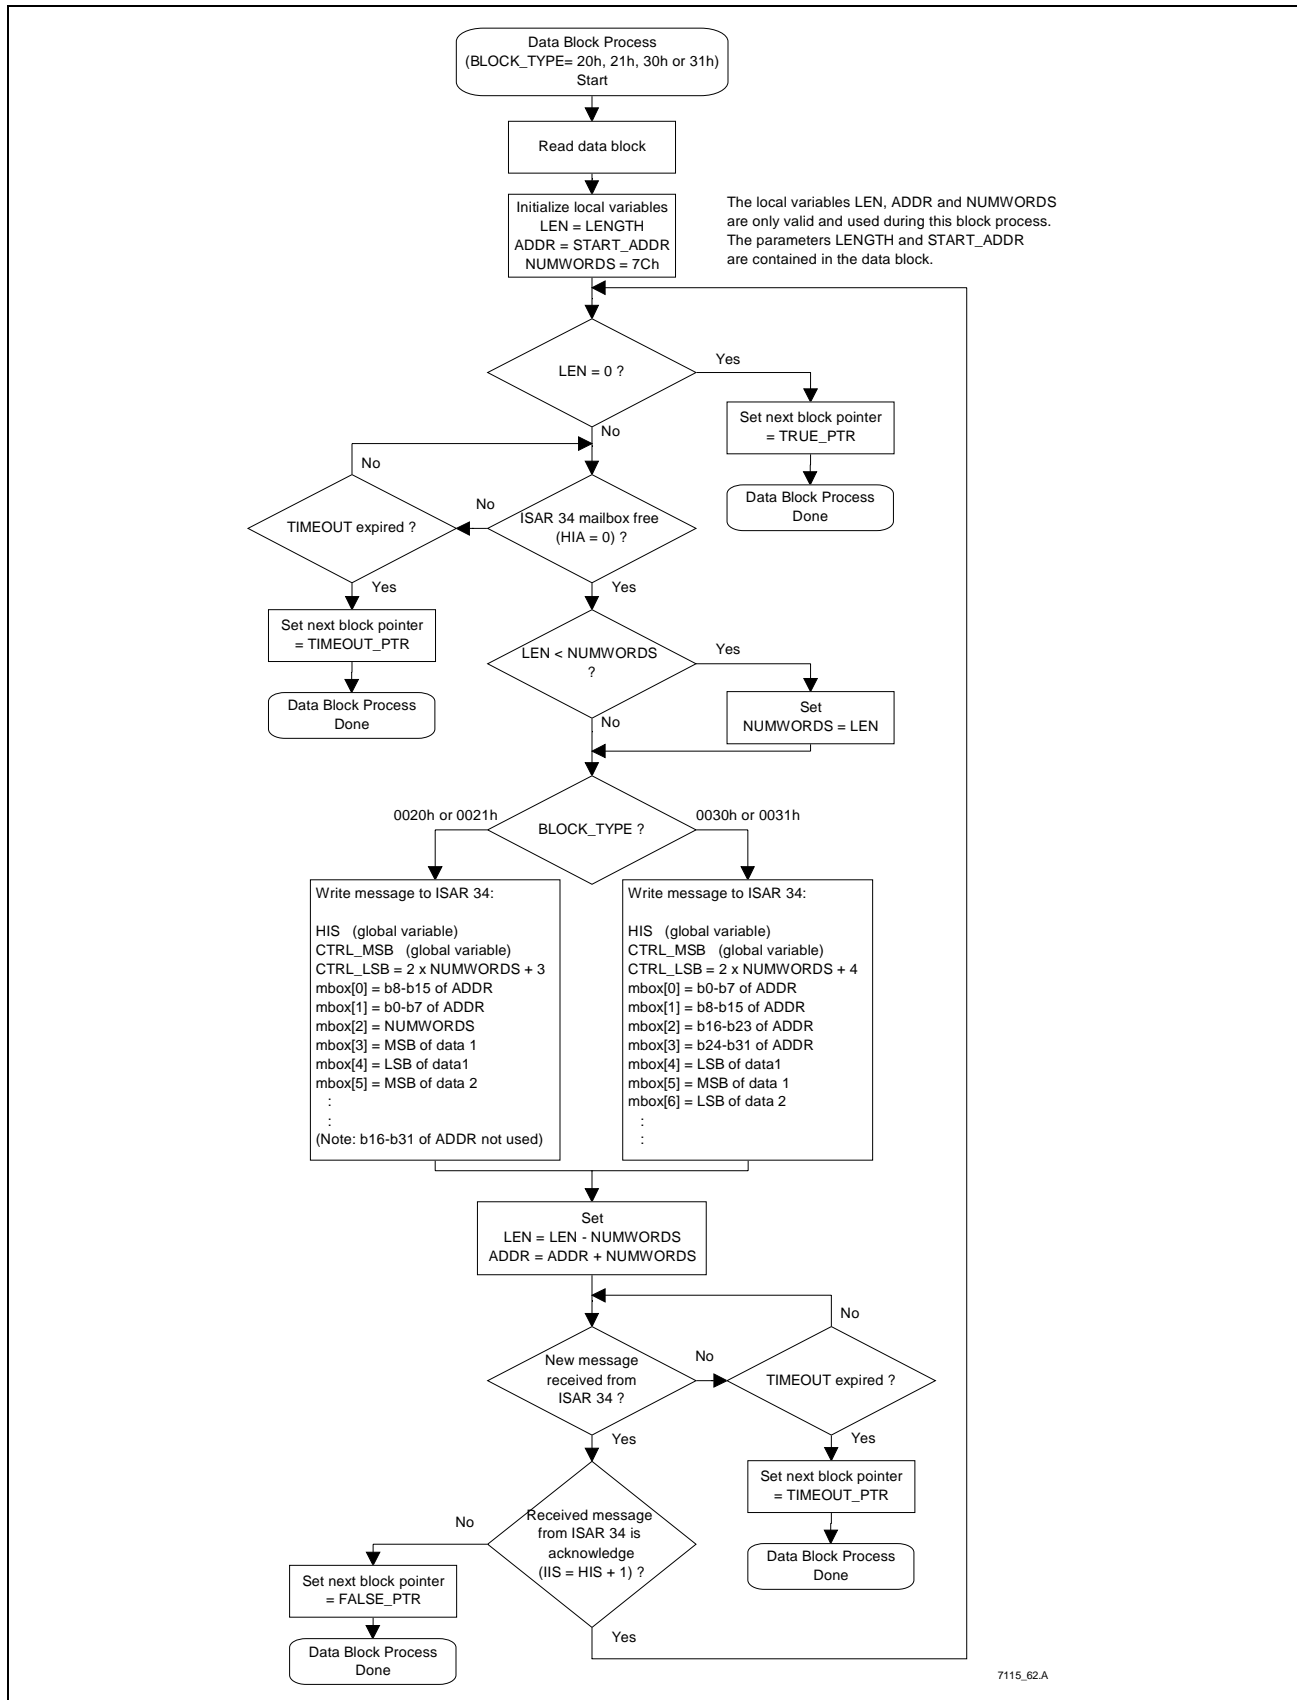 Data Block Process
(BLOCK_TYPE= 20h, 21h, 30h or 31h)
Start
Read data block
Initialize local variables
LEN = LENGTH
ADDR = START_ADDR
NUMWORDS = 7Ch
The local variables LEN, ADDR and NUMWORDS
are only valid and used during this block process.
The parameters LENGTH and START_ADDR
are contained in the data block.
LEN = 0 ?
Yes
Set next block pointer
= TRUE_PTR
Data Block Process
Done
No
No
TIMEOUT expired ?
No
ISAR 34 mailbox free
(HIA = 0) ?
Yes
Set next block pointer
= TIMEOUT_PTR
Data Block Process
Done
Yes
LEN < NUMWORDS
?
Yes
Set
NUMWORDS = LEN
No
0020h or 0021h
BLOCK_TYPE ?
0030h or 0031h
Write message to ISAR 34:
HIS   (global variable)
CTRL_MSB   (global variable)
CTRL_LSB = 2 x NUMWORDS + 3
mbox[0] = b8-b15 of ADDR
mbox[1] = b0-b7 of ADDR
mbox[2] = NUMWORDS
mbox[3] = MSB of data 1
mbox[4] = LSB of data1
mbox[5] = MSB of data 2
:
:
(Note: b16-b31 of ADDR not used)
Write message to ISAR 34:
HIS   (global variable)
CTRL_MSB   (global variable)
CTRL_LSB = 2 x NUMWORDS + 4
mbox[0] = b0-b7 of ADDR
mbox[1] = b8-b15 of ADDR
mbox[2] = b16-b23 of ADDR
mbox[3] = b24-b31 of ADDR
mbox[4] = LSB of data1
mbox[5] = MSB of data 1
mbox[6] = LSB of data 2
:
:
Set
LEN = LEN - NUMWORDS
ADDR = ADDR + NUMWORDS
New message
received from
ISAR 34 ?
No
TIMEOUT expired ?
No
Yes
Set next block pointer
= TIMEOUT_PTR
Data Block Process
Done
Yes
Received message
from ISAR 34 is
acknowledge
(IIS = HIS + 1) ?
No
Set next block pointer
= FALSE_PTR
Data Block Process
Done
Yes
7115_62.A